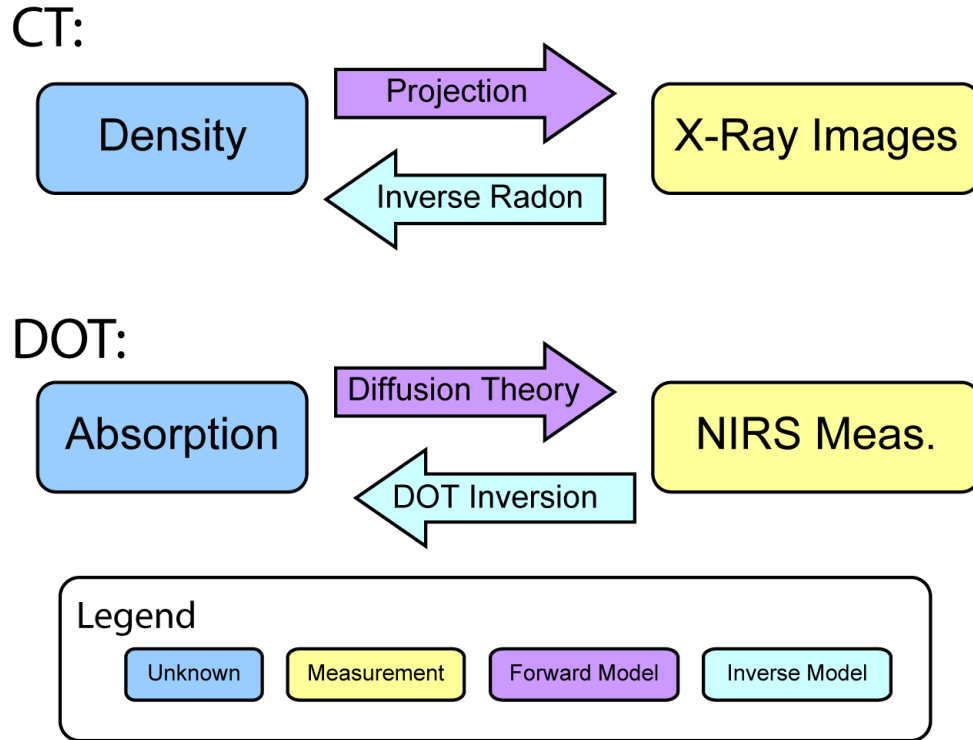 CT:
Density
Projection
X-Ray Images
Inverse Radon
DOT:
Absorption
Diffusion Theory
NIRS Meas.
DOT Inversion
Legend
Unknown
Measurement
Forward Model
Inverse Model